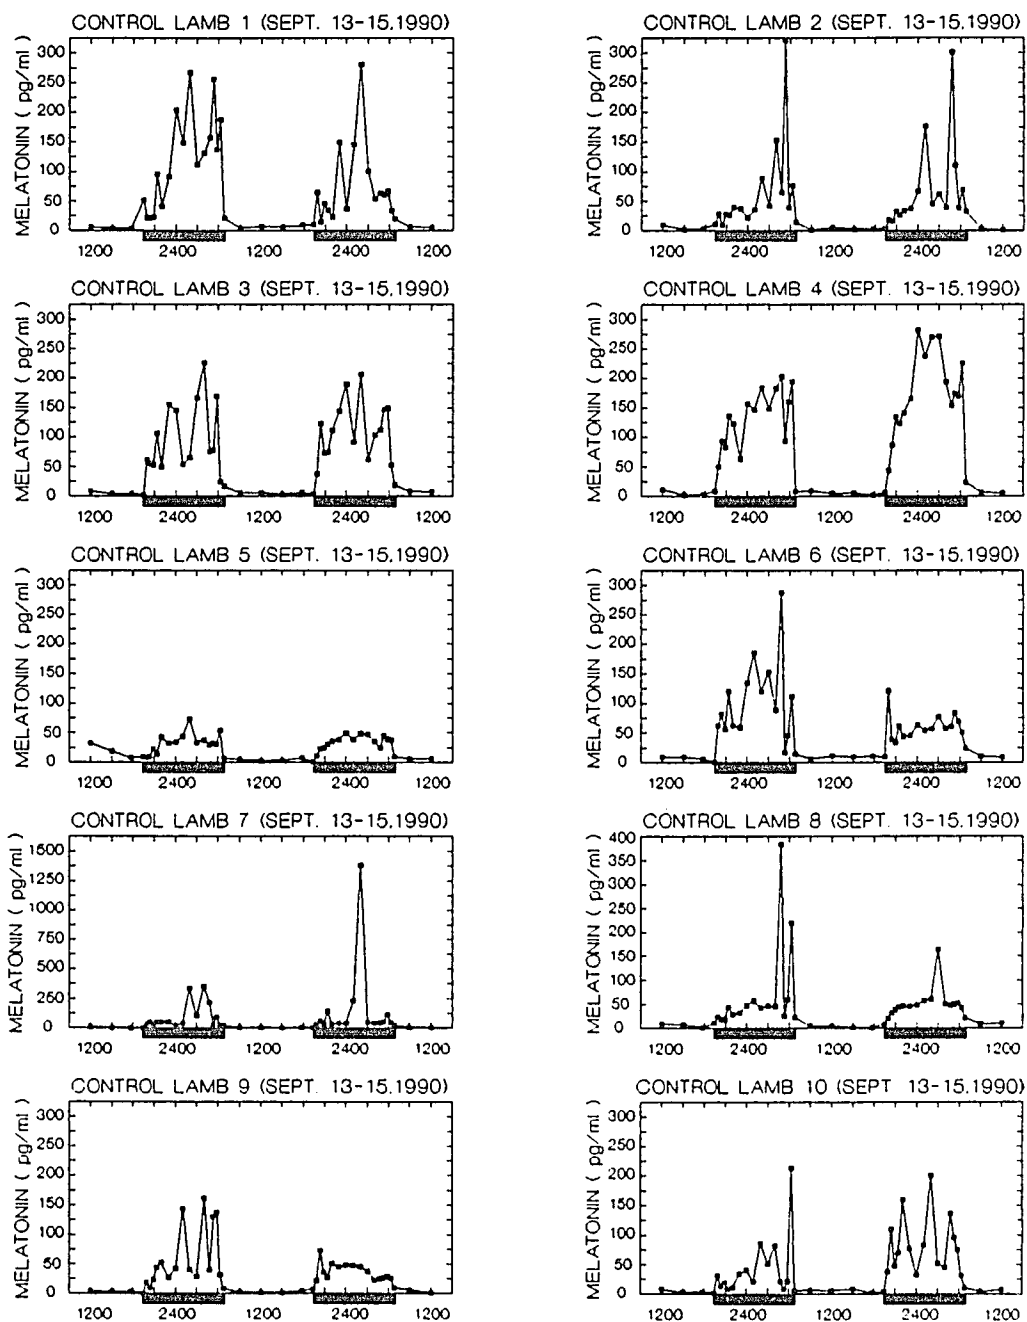 CONTROL LAMB 1 (SEPT. 13-15.1990)
MELATONIN ( pg/ml )
300
250
200
150
100
50
0
1200 2400 1200 2400 1200
CONTROL LAMB 2 (SEPT. 13-15.1990)
MELATONIN ( pg/ml )
300
250
200
150
100
50
0
1200 2400 1200 2400 1200
CONTROL LAMB 3 (SEPT. 13-15.1990)
MELATONIN ( pg/ml )
300
250
200
150
100
50
0
1200 2400 1200 2400 1200
CONTROL LAMB 4 (SEPT. 13-15.1990)
MELATONIN ( pg/ml )
300
250
200
150
100
50
0
1200 2400 1200 2400 1200
CONTROL LAMB 5 (SEPT. 13-15.1990)
MELATONIN ( pg/ml )
300
250
200
150
100
50
0
1200 2400 1200 2400 1200
CONTROL LAMB 6 (SEPT. 13-15.1990)
MELATONIN ( pg/ml )
300
250
200
150
100
50
0
1200 2400 1200 2400 1200
CONTROL LAMB 7 (SEPT. 13-15.1990)
MELATONIN ( pg/ml )
1500
1250
1000
750
500
250
0
1200 2400 1200 2400 1200
CONTROL LAMB 8 (SEPT. 13-15.1990)
MELATONIN ( pg/ml )
400
350
300
250
200
150
100
50
0
1200 2400 1200 2400 1200
CONTROL LAMB 9 (SEPT. 13-15.1990)
MELATONIN ( pg/ml )
300
250
200
150
100
50
0
1200 2400 1200 2400 1200
CONTROL LAMB 10 (SEPT. 13-15.1990)
MELATONIN ( pg/ml )
300
250
200
150
100
50
0
1200 2400 1200 2400 1200